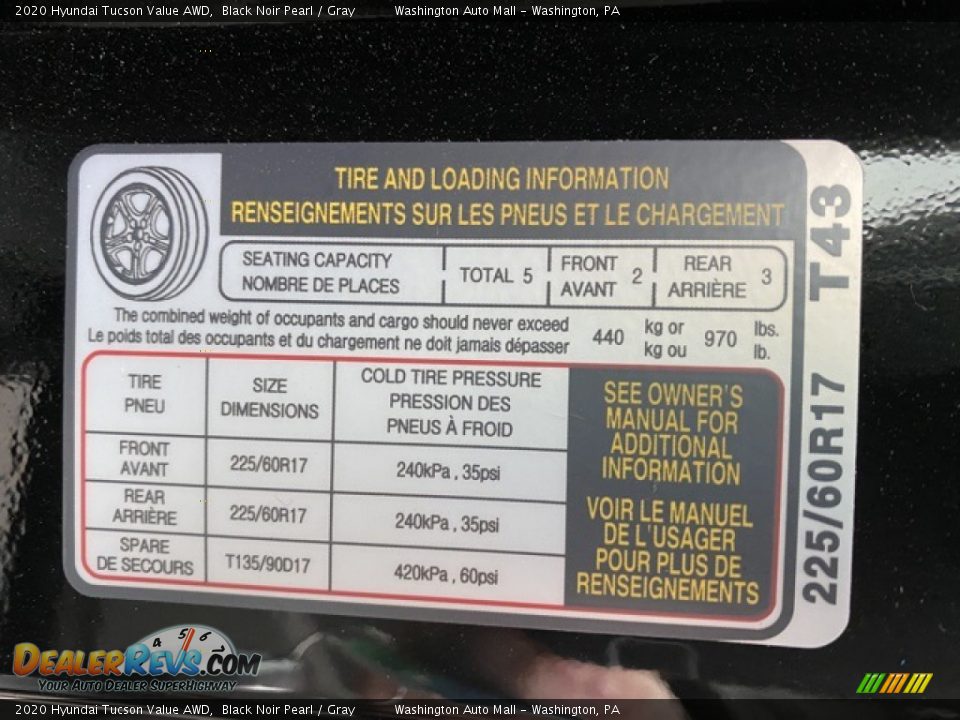 2020 Hyundai Tucson Value AWD, Black Noir Pearl / Gray Washington Auto Mall - Washington, PA
TIRE AND LOADING INFORMATION
RENSEIGNEMENTS SUR LES PNEUS ET LE CHARGEMENT
SEATING CAPACITY
NOMBRE DE PLACES
TOTAL 5
FRONT
AVANT
2
REAR
ARRIÈRE
3
The combined weight of occupants and cargo should never exceed
Le poids total des occupants et du chargement ne doit jamais dépasser
440
kg or
kg ou
970
lbs.
lb.
TIRE
PNEU
SIZE
DIMENSIONS
COLD TIRE PRESSURE
PRESSION DES
PNEUS À FROID
FRONT
AVANT
225/60R17
240kPa , 35psi
REAR
ARRIÈRE
225/60R17
240kPa , 35psi
SPARE
DE SECOURS
T135/90D17
420kPa , 60psi
SEE OWNER'S
MANUAL FOR
ADDITIONAL
INFORMATION
VOIR LE MANUEL
DE L'USAGER
POUR PLUS DE
RENSEIGNEMENTS
225/60R17 T43
4 5 6
DEALERREVS.COM
YOUR AUTO DEALER SUPERHIGHWAY
2020 Hyundai Tucson Value AWD, Black Noir Pearl / Gray Washington Auto Mall - Washington, PA